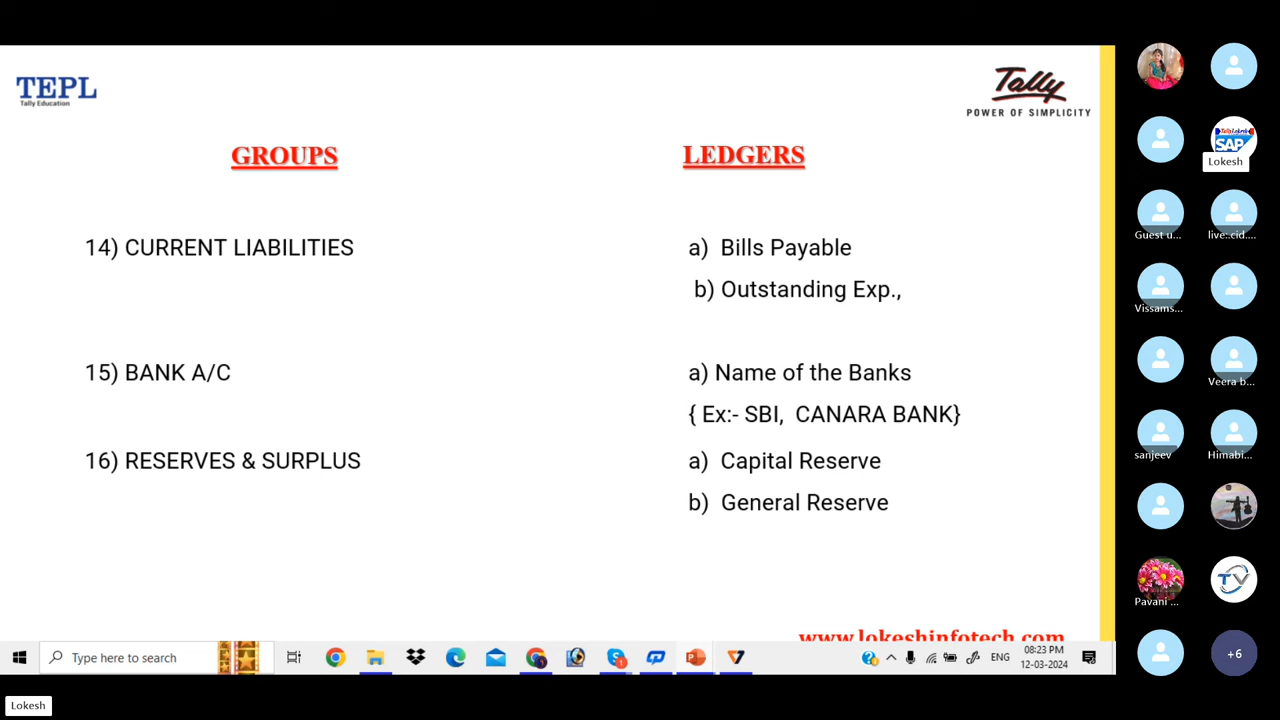 TEPL
Tally Education
Tally
POWER OF SIMPLICITY
GROUPS
LEDGERS
14) CURRENT LIABILITIES
a) Bills Payable
b) Outstanding Exp.,
15) BANK A/C
a) Name of the Banks
{ Ex:- SBI, CANARA BANK}
16) RESERVES & SURPLUS
a) Capital Reserve
b) General Reserve
www.lokeshinfotech.com
Type here to search
ENG
08:23 PM
12-03-2024
SAP
Lokesh
Guest u...
live:.cid....
Vissams...
Veera b...
sanjeev
Himabi...
Pavani ...
TV
+6
Lokesh